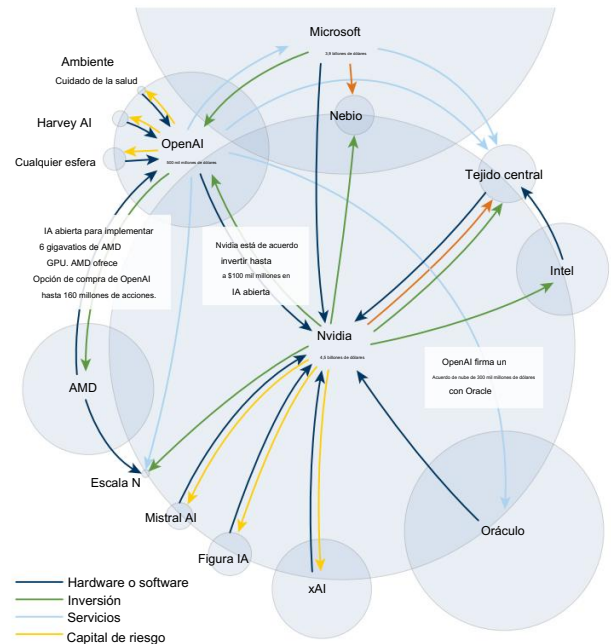 Microsoft
3,9 billones de dólares
Ambiente
Cuidado de la salud
Harvey AI
OpenAI
500 mil millones de dólares
Cualquier esfera
Nebio
Tejido central
IA abierta para implementar
6 gigavatios de AMD
GPU. AMD ofrece
Opción de compra de OpenAI
hasta 160 millones de acciones.
Nvidia está de acuerdo
invertir hasta
a $100 mil millones en
IA abierta
Intel
Nvidia
4,5 billones de dólares
OpenAI firma un
Acuerdo de nube de 300 mil millones de dólares
con Oracle
AMD
Escala N
Mistral AI
Figura IA
xAI
Oráculo
Hardware o software
Inversión
Servicios
Capital de riesgo